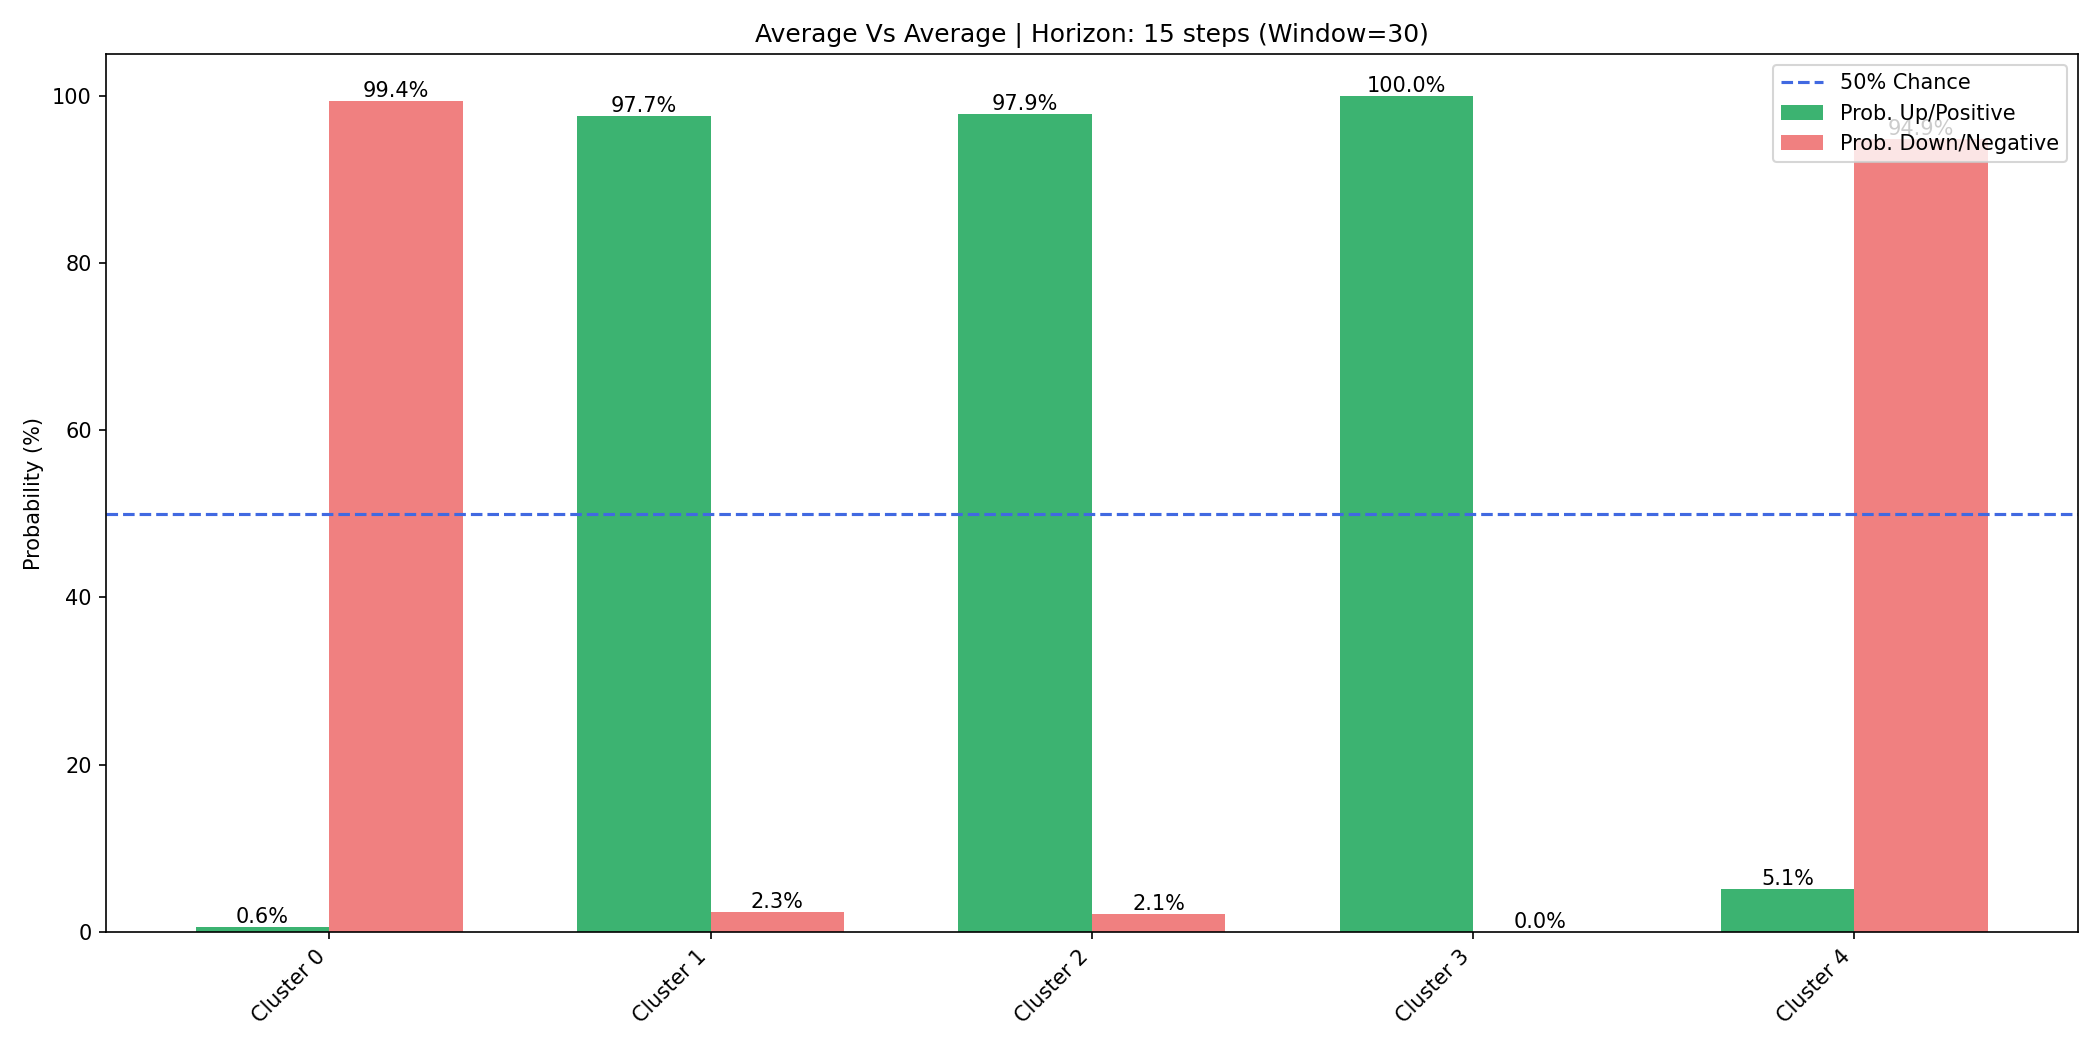 Average Vs Average | Horizon: 15 steps (Window=30)
50% Chance
Prob. Up/Positive
Prob. Down/Negative
Probability (%)
100
80
60
40
20
0
0.6%
99.4%
97.7%
2.3%
97.9%
2.1%
100.0%
0.0%
5.1%
94.9%
Cluster 0
Cluster 1
Cluster 2
Cluster 3
Cluster 4